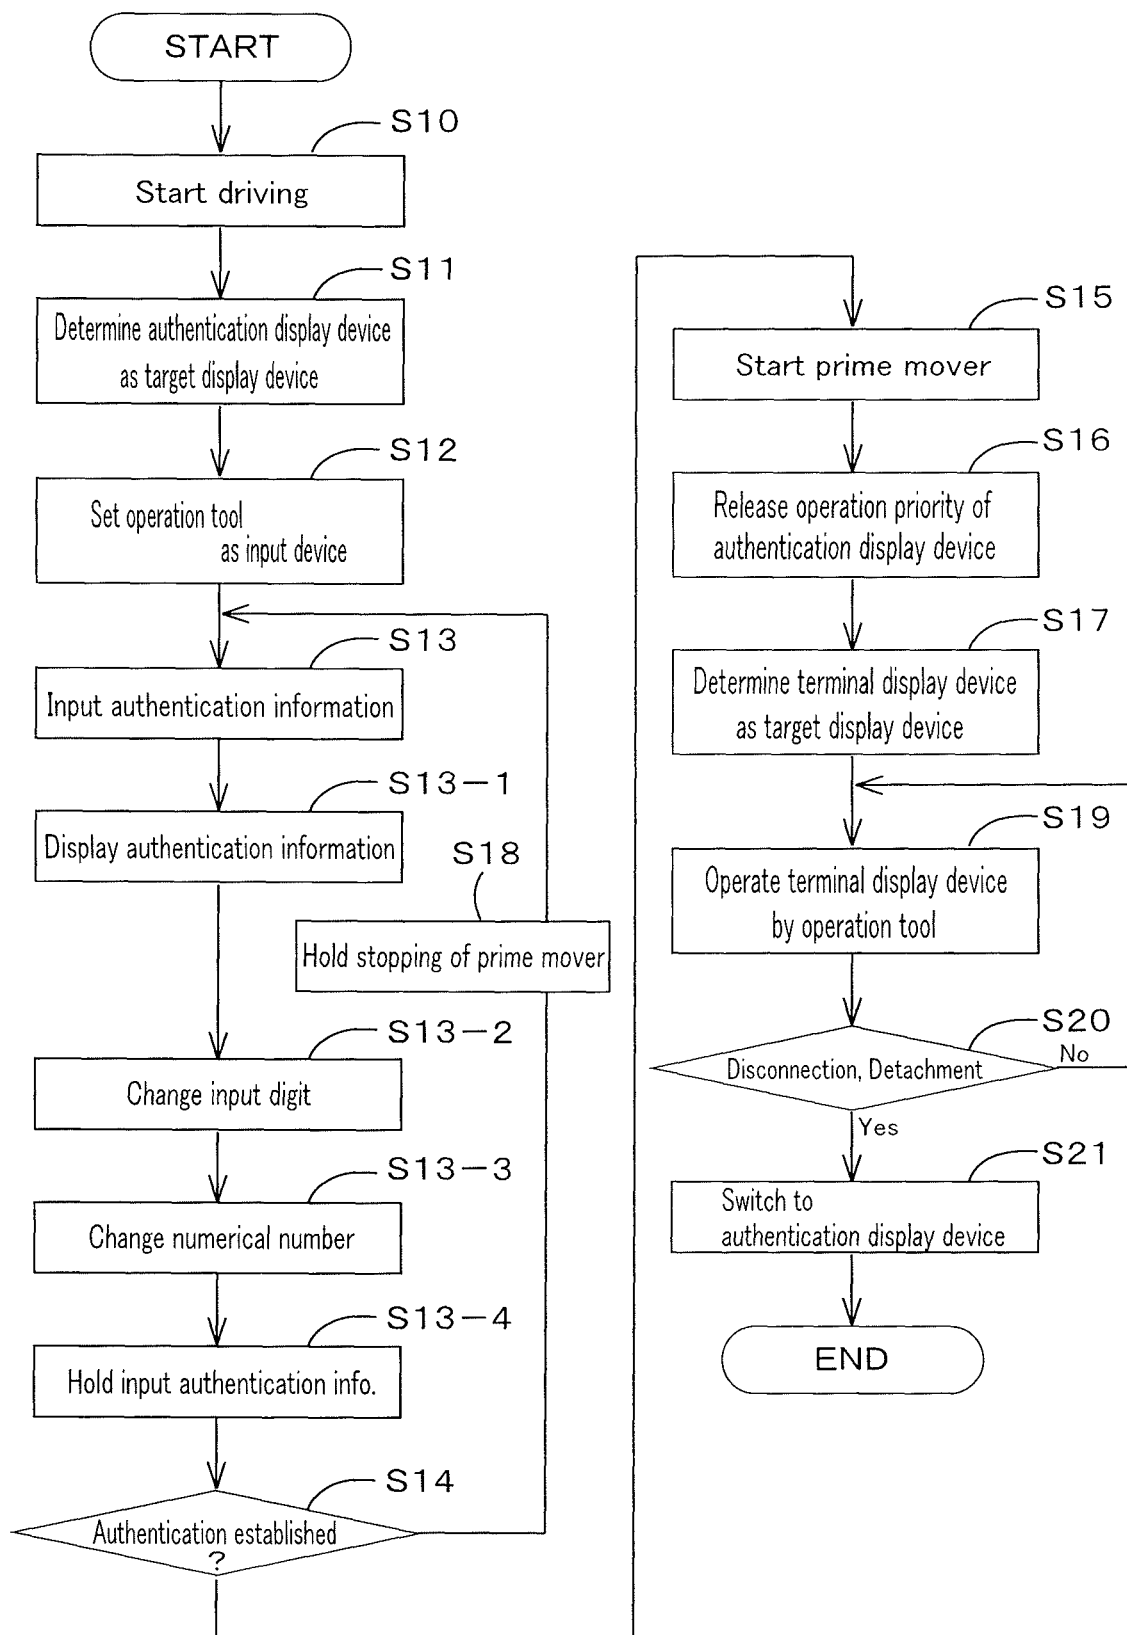 START
S10
Start driving
S11
Determine authentication display device
as target display device
S12
Set operation tool
as input device
S13
Input authentication information
S13-1
Display authentication information
S18
Hold stopping of prime mover
S13-2
Change input digit
S13-3
Change numerical number
S13-4
Hold input authentication info.
S14
Authentication established
?
S15
Start prime mover
S16
Release operation priority of
authentication display device
S17
Determine terminal display device
as target display device
S19
Operate terminal display device
by operation tool
S20
Disconnection, Detachment
No
Yes
S21
Switch to
authentication display device
END